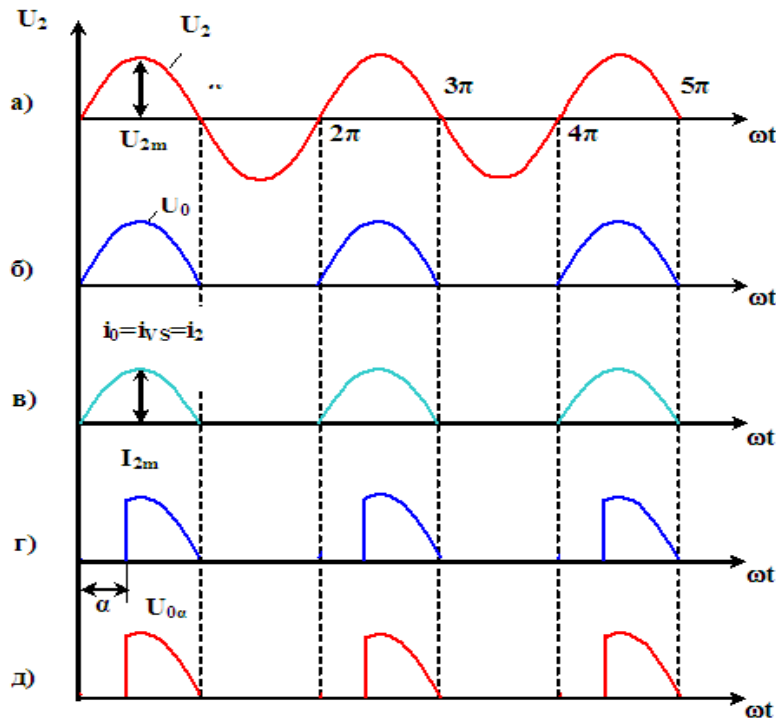 U₂
U₂
а)
3π
5π
U₂ₘ
2π
4π
ωt
U₀
б)
ωt
i₀=iVS=i₂
в)
ωt
I₂ₘ
г)
ωt
α
U₀α
д)
ωt